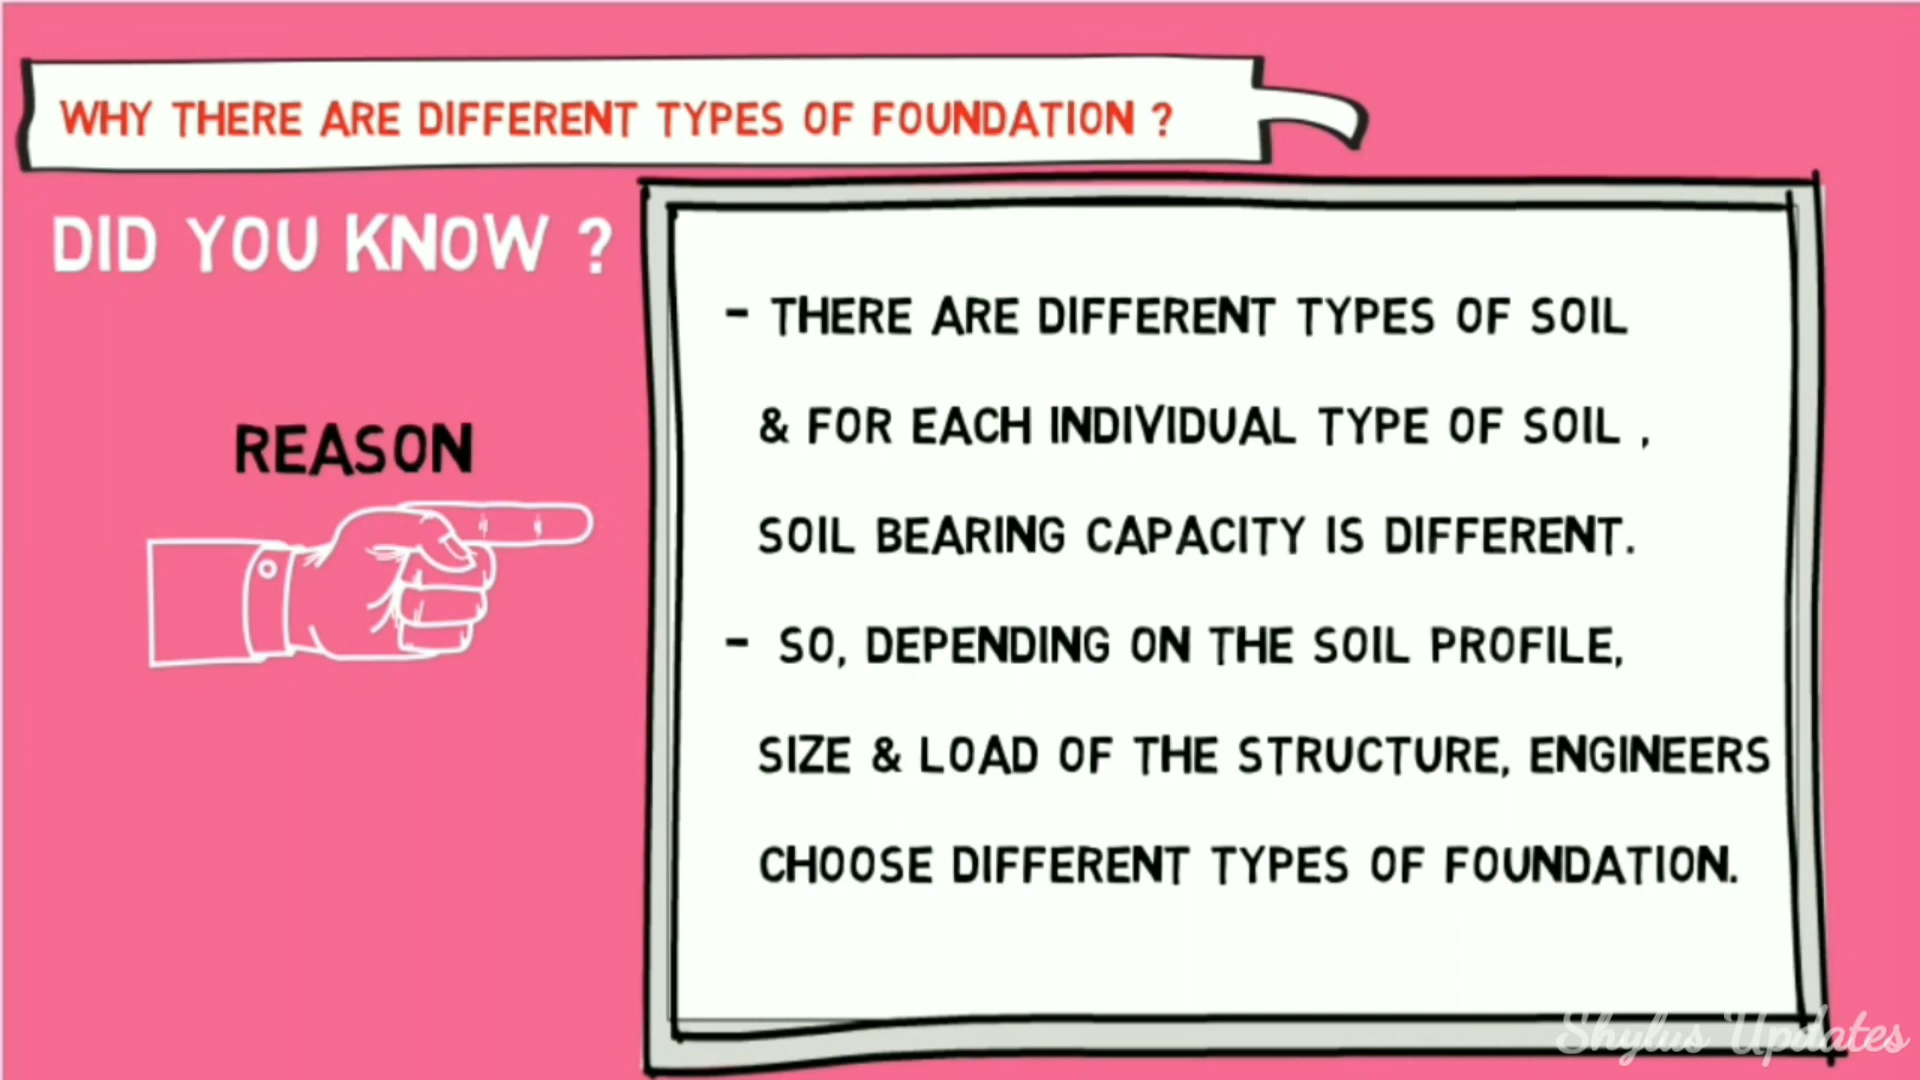 WHY THERE ARE DIFFERENT TYPES OF FOUNDATION ?
DID YOU KNOW ?
REASON
- THERE ARE DIFFERENT TYPES OF SOIL
& FOR EACH INDIVIDUAL TYPE OF SOIL ,
SOIL BEARING CAPACITY IS DIFFERENT.
- SO, DEPENDING ON THE SOIL PROFILE,
SIZE & LOAD OF THE STRUCTURE, ENGINEERS
CHOOSE DIFFERENT TYPES OF FOUNDATION.
Shylus Updates